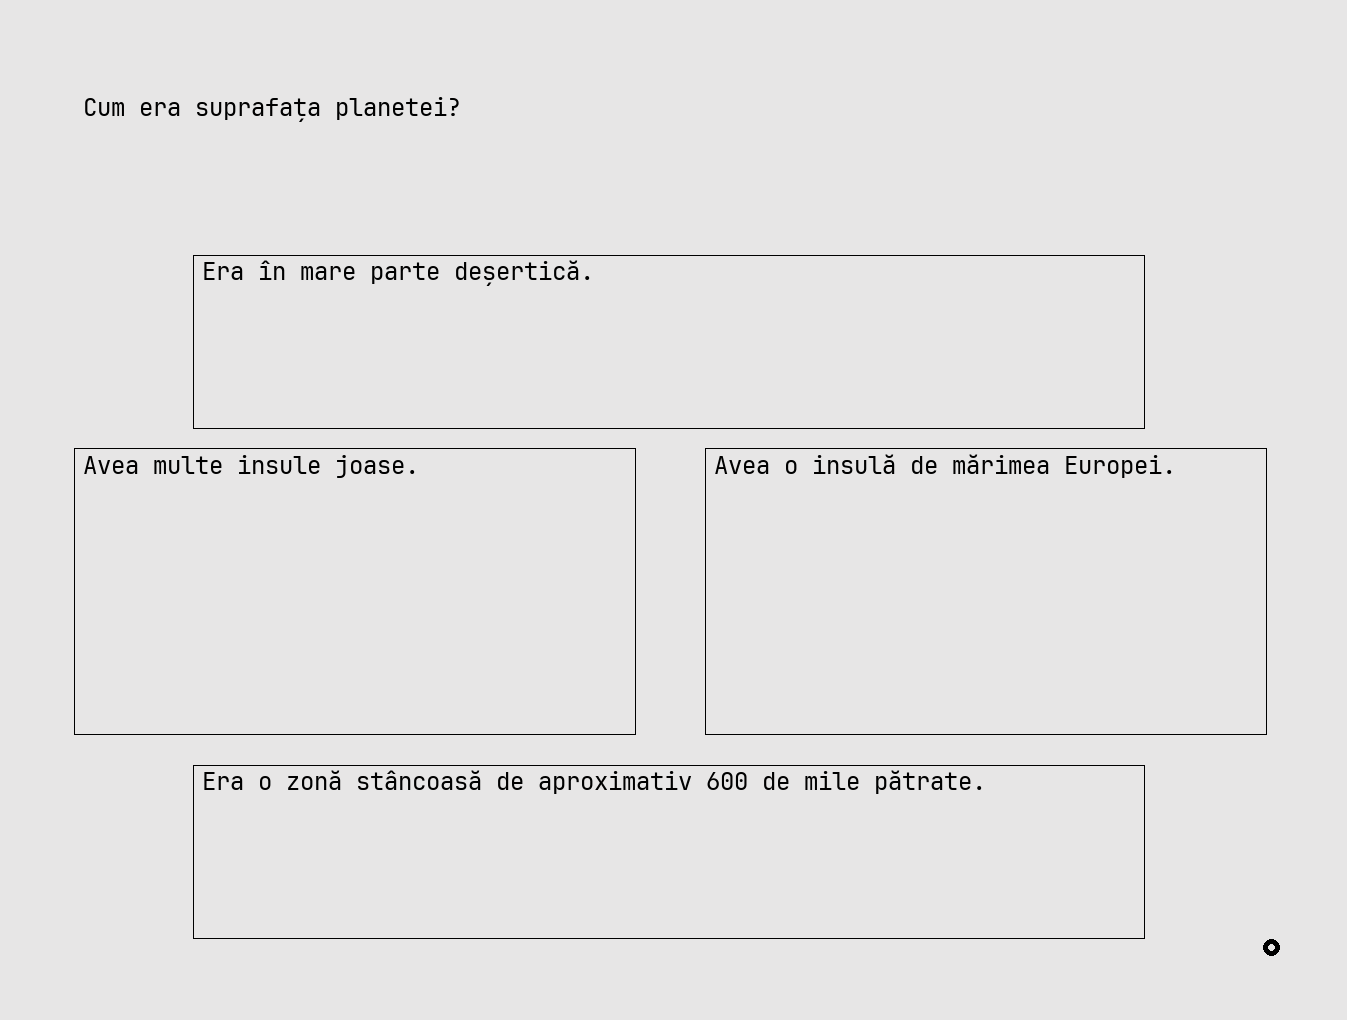 Cum era suprafața planetei?
Era în mare parte deșertică.
Avea multe insule joase.
Avea o insulă de mărimea Europei.
Era o zonă stâncoasă de aproximativ 600 de mile pătrate.